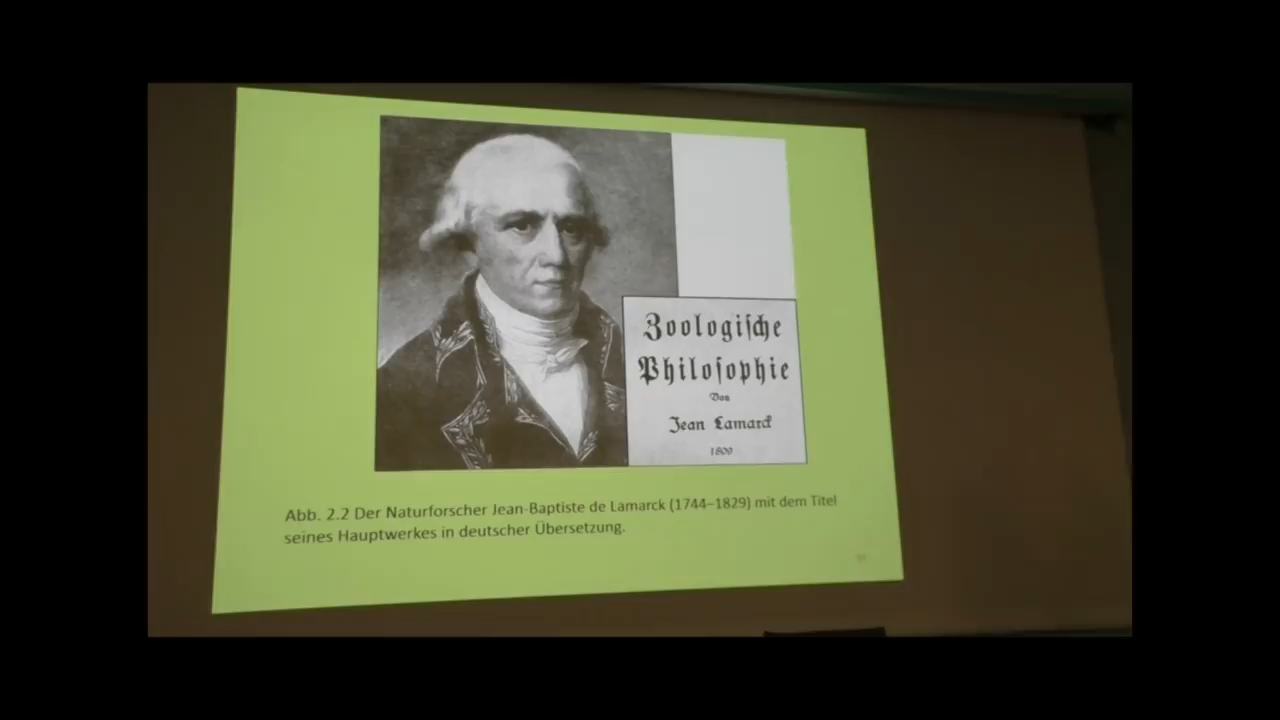 Zoologiſche
Philoſophie
Von
Jean Lamarck
1809
Abb. 2.2 Der Naturforscher Jean-Baptiste de Lamarck (1744–1829) mit dem Titel
seines Hauptwerkes in deutscher Übersetzung.